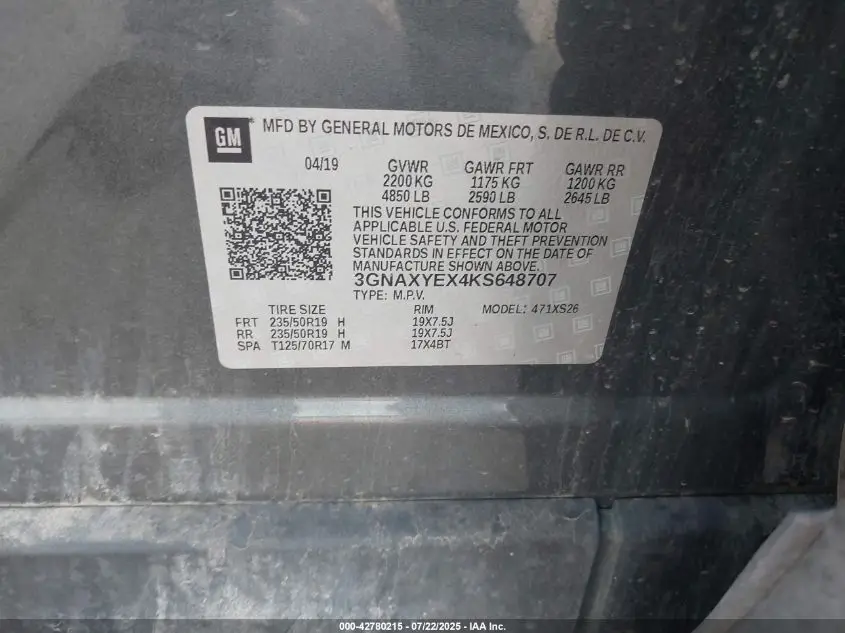 GM® MFD BY GENERAL MOTORS DE MEXICO, S. DE R.L. DE C.V.
04/19 GVWR GAWR FRT GAWR RR
2200 KG 1175 KG 1200 KG
4850 LB 2590 LB 2645 LB
THIS VEHICLE CONFORMS TO ALL
APPLICABLE U.S. FEDERAL MOTOR
VEHICLE SAFETY AND THEFT PREVENTION
STANDARDS IN EFFECT ON THE DATE OF
MANUFACTURE SHOWN ABOVE.
3GNAXYEX4KS648707
TYPE: M.P.V.
TIRE SIZE RIM MODEL: 471XS26
FRT 235/50R19 H 19X7.5J
RR 235/50R19 H 19X7.5J
SPA T125/70R17 M 17X4BT
000-42780215 - 07/22/2025 - IAA Inc.